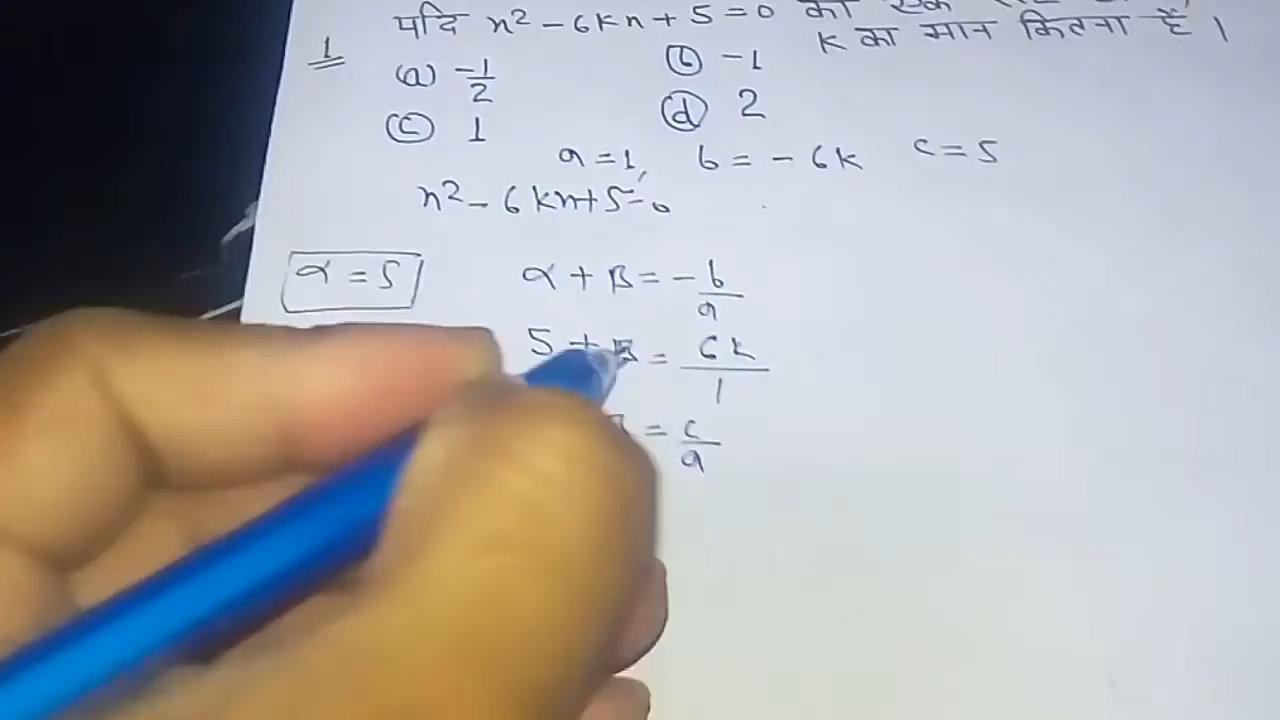 यदि x² - 6kx + 5 = 0 का एक
1 k का मान कितना है ।
(a) -1/2 (b) -1
(c) 1 (d) 2
a = 1, b = - 6k c = 5
x² - 6kx + 5 = 0
α = 5 α + β = - b/a
5 + β = 6k/1
= c/a